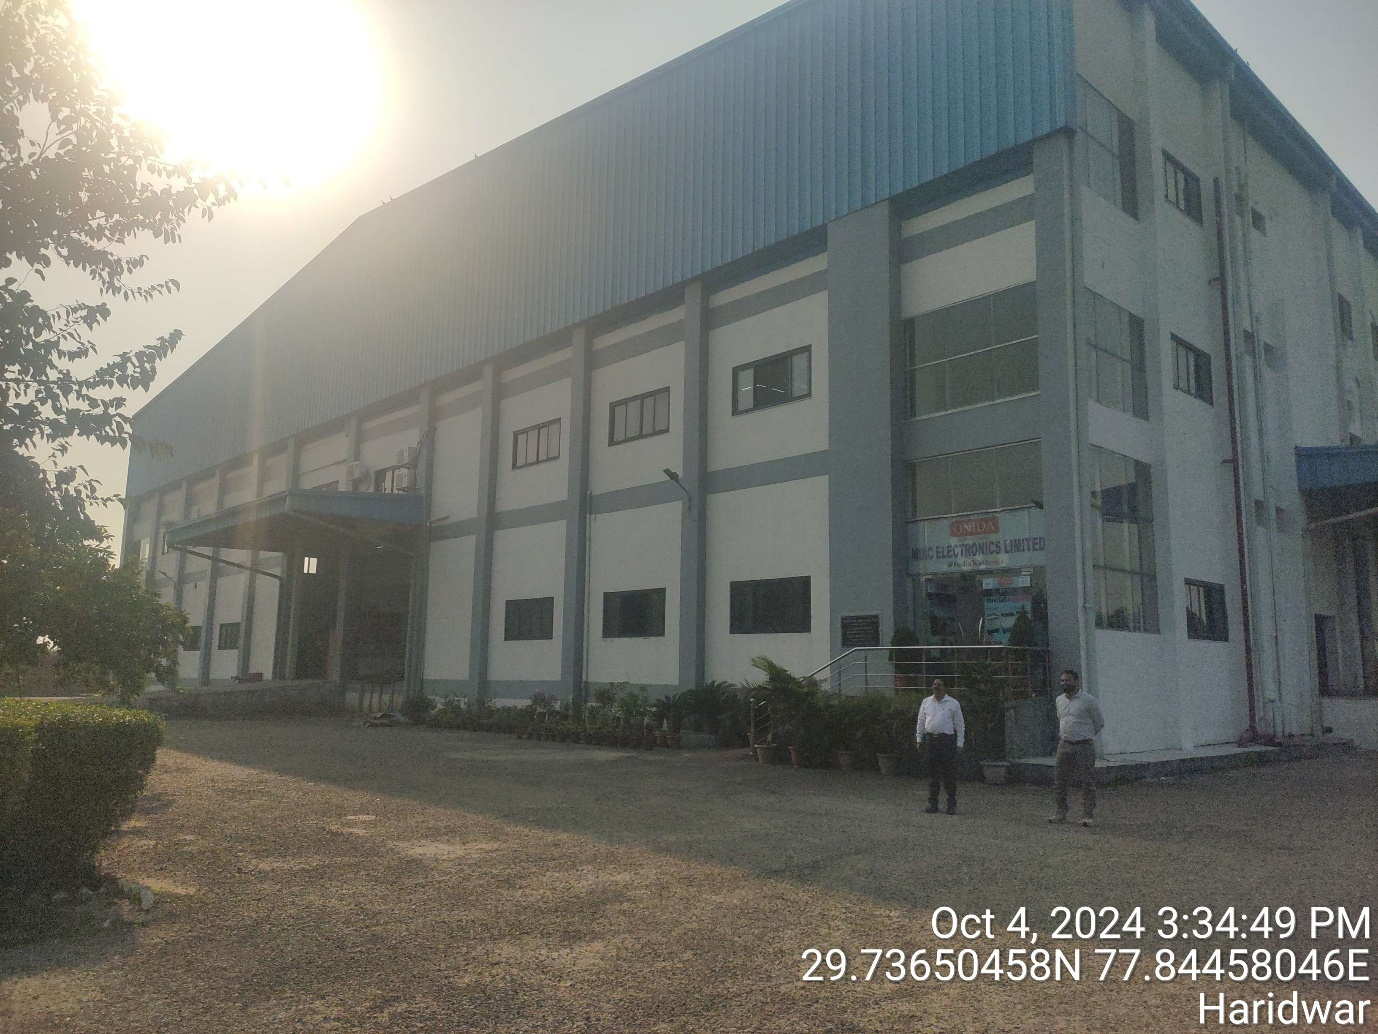 ONIDA
MIRC ELECTRONICS LIMITED
Oct 4, 2024 3:34:49 PM
29.73650458N 77.84458046E
Haridwar